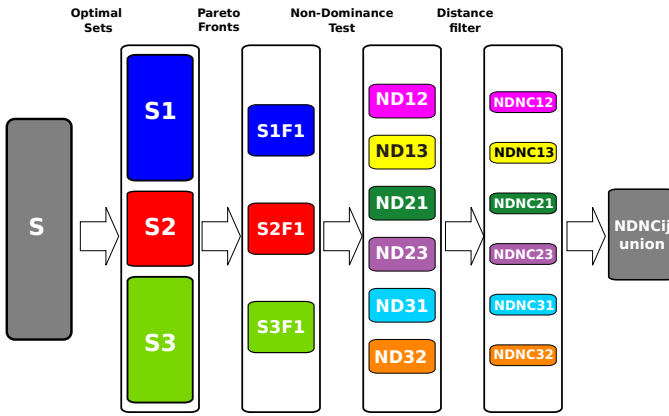 Optimal
Sets
Pareto
Fronts
Non-Dominance
Test
Distance
filter
S
S1
S2
S3
S1F1
S2F1
S3F1
ND12
ND13
ND21
ND23
ND31
ND32
NDNC12
NDNC13
NDNC21
NDNC23
NDNC31
NDNC32
NDNCij
union